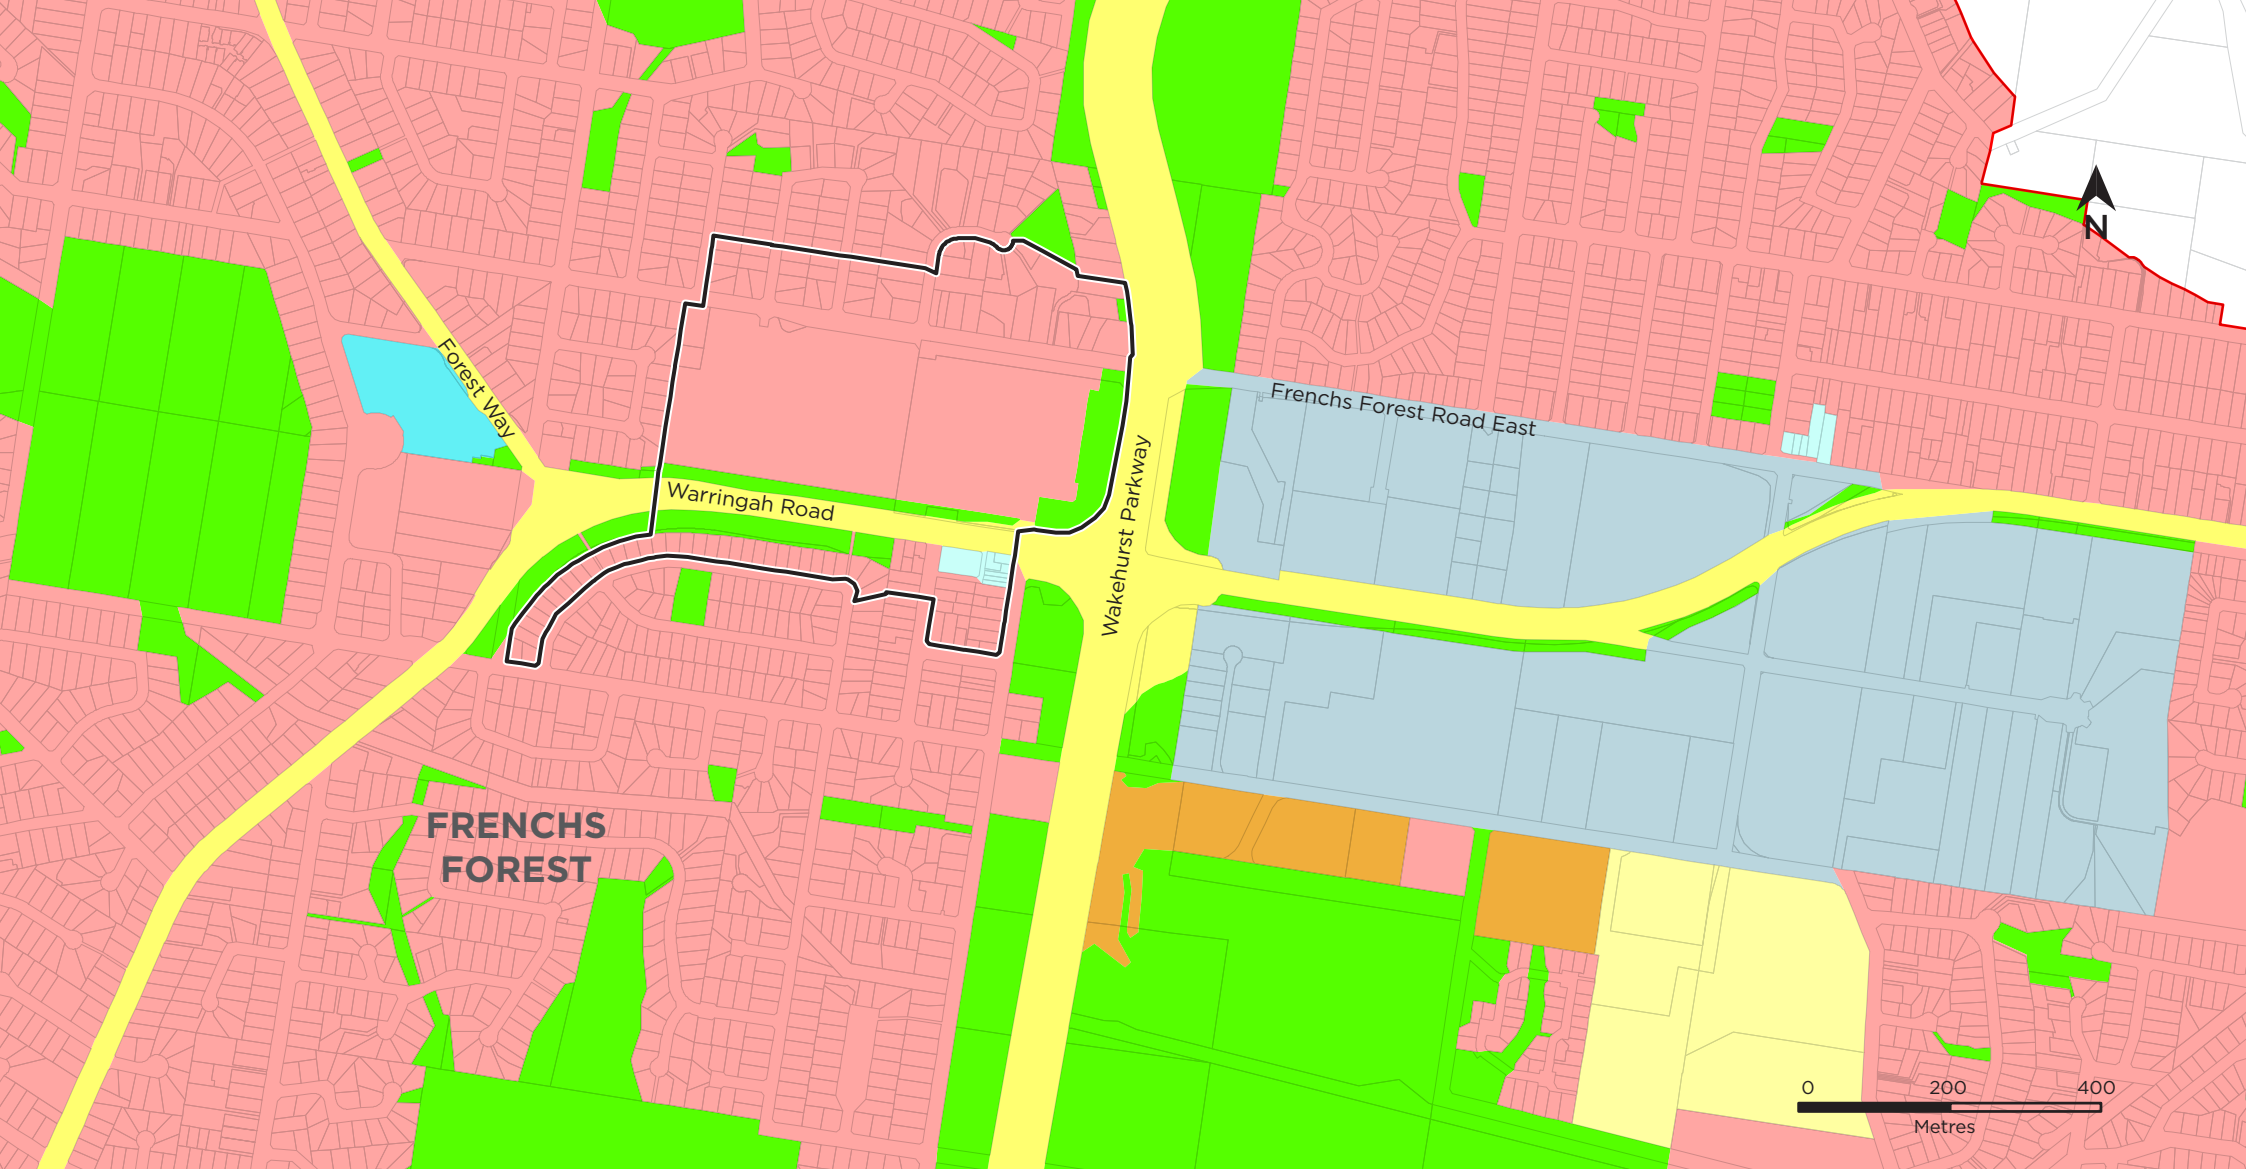 N
Forest Way
Frenchs Forest Road East
Warringah Road
Wakehurst Parkway
FRENCHS
FOREST
0 200 400
Metres